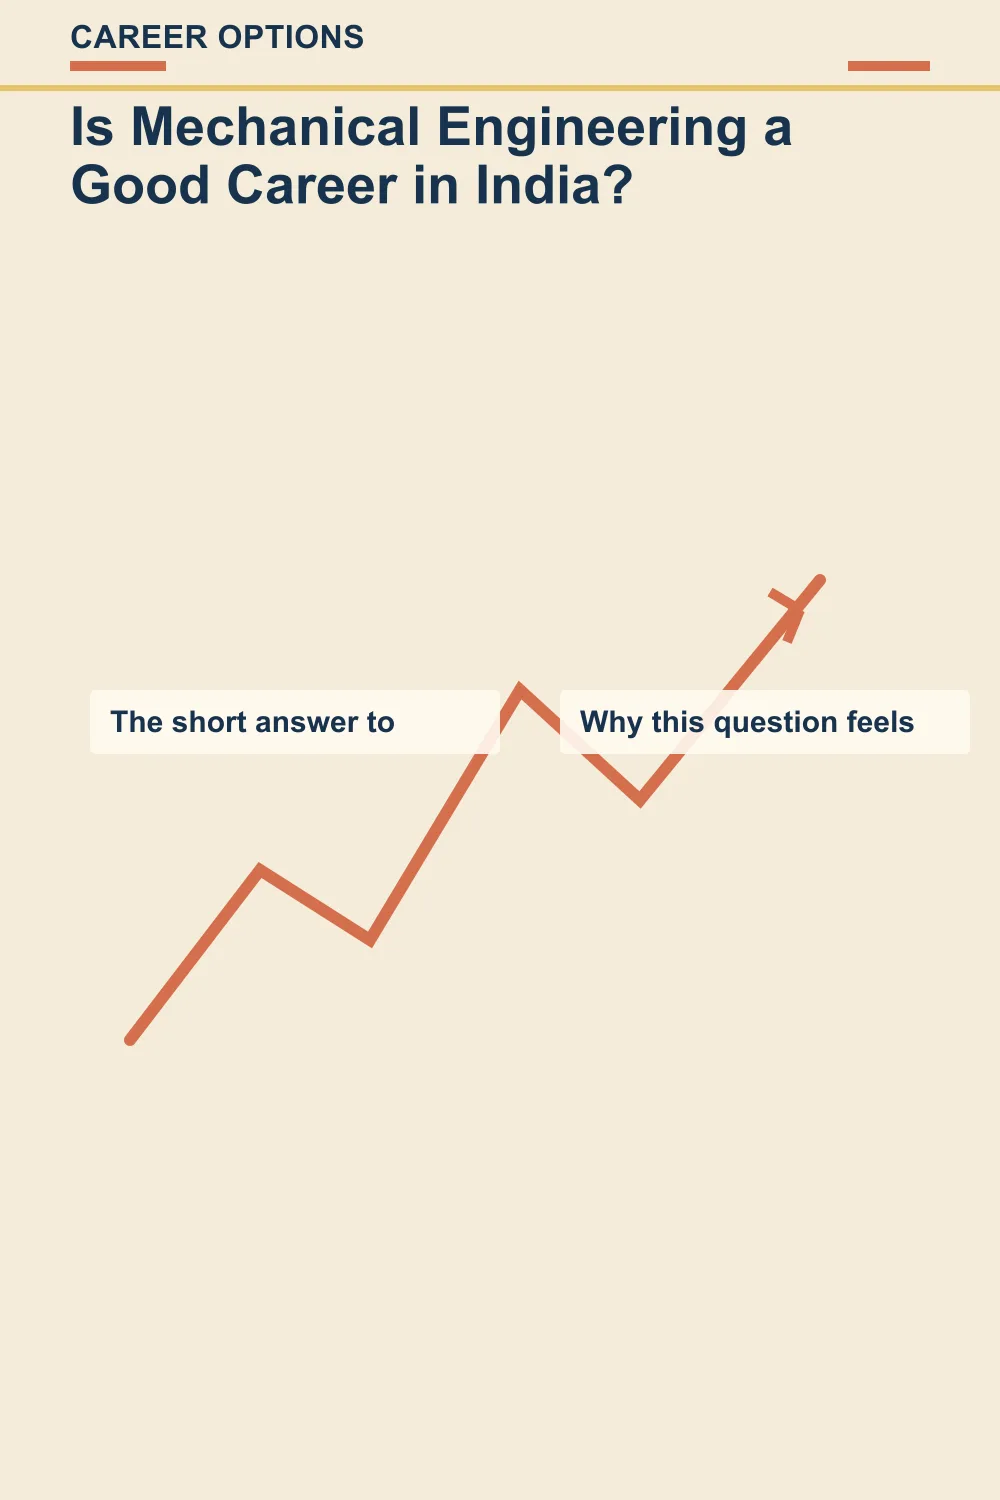 CAREER OPTIONS
Is Mechanical Engineering a
Good Career in India?
The short answer to
Why this question feels